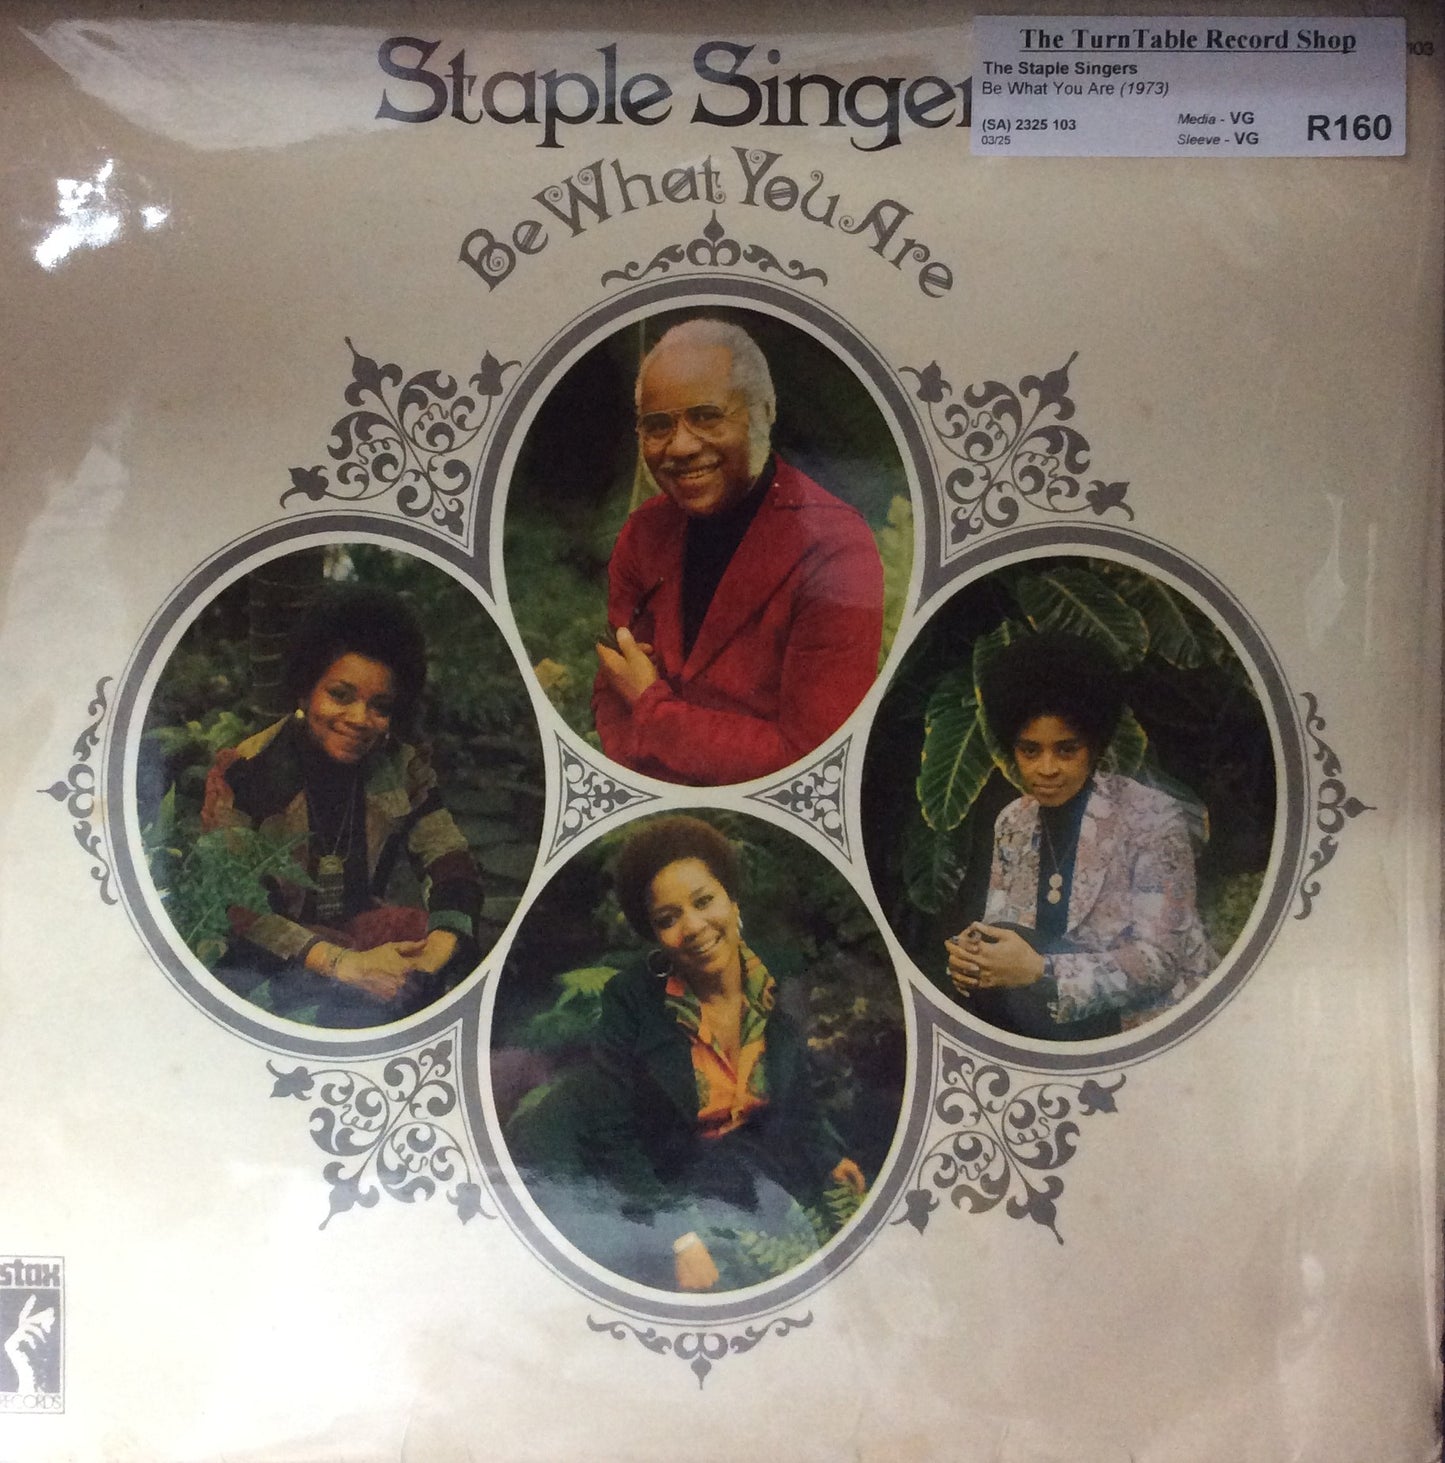 Staple Singer
Be What You Are
The TurnTable Record Shop
The Staple Singers
Be What You Are (1973)
(SA) 2325 103
03/25
Media - VG
Sleeve - VG
R160
103
stax
RECORDS